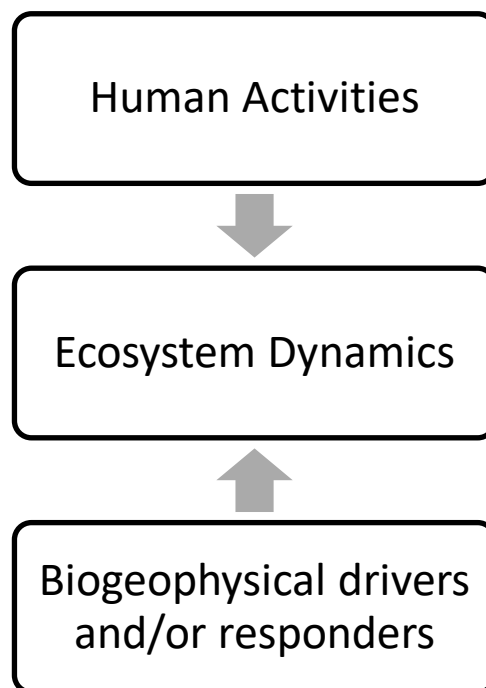 Human Activities
Ecosystem Dynamics
Biogeophysical drivers
and/or responders